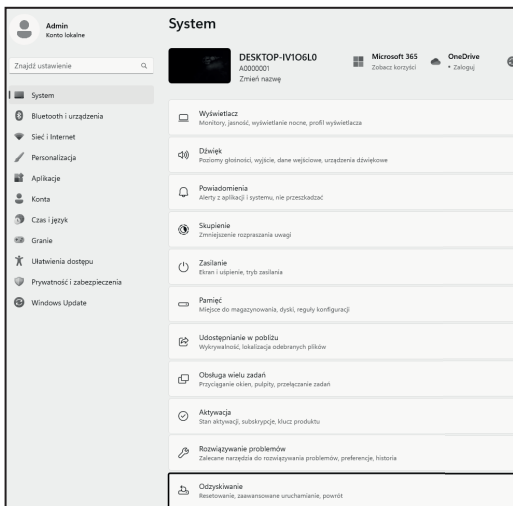 Admin
Konto lokalne
Znajdź ustawienie
System
Bluetooth i urządzenia
Sieć i Internet
Personalizacja
Aplikacje
Konta
Czas i język
Granie
Ułatwienia dostępu
Prywatność i zabezpieczenia
Windows Update
System
DESKTOP-IV1O6L0
A0000001
Zmień nazwę
Microsoft 365
Zobacz korzyści
OneDrive
• Zaloguj
Wyświetlacz
Monitory, jasność, wyświetlanie nocne, profil wyświetlacza
Dźwięk
Poziomy głośności, wyjście, dane wejściowe, urządzenia dźwiękowe
Powiadomienia
Alerty z aplikacji i systemu, nie przeszkadzać
Skupienie
Zmniejszenie rozpraszania uwagi
Zasilanie
Ekran i uśpienie, tryb zasilania
Pamięć
Miejsce do magazynowania, dyski, reguły konfiguracji
Udostępnianie w pobliżu
Wykrywalność, lokalizacja odebranych plików
Obsługa wielu zadań
Przyciąganie okien, pulpity, przełączanie zadań
Aktywacja
Stan aktywacji, subskrypcje, klucz produktu
Rozwiązywanie problemów
Zalecane narzędzia do rozwiązywania problemów, preferencje, historia
Odzyskiwanie
Resetowanie, zaawansowane uruchamianie, powrót